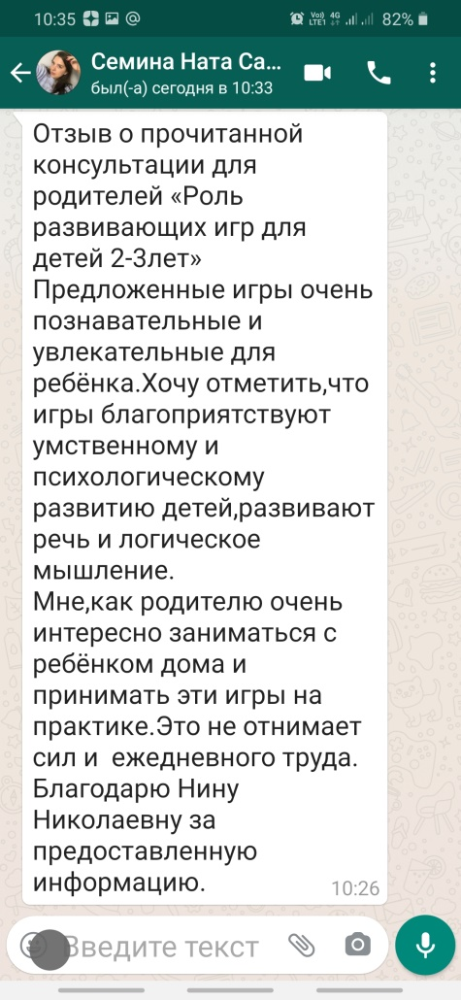 10:35
Vo)) 4G
LTE1
82%
Семина Ната Са...
был(-а) сегодня в 10:33
Отзыв о прочитанной
консультации для
родителей «Роль
развивающих игр для
детей 2-3лет»
Предложенные игры очень
познавательные и
увлекательные для
ребёнка.Хочу отметить,что
игры благоприятствуют
умственному и
психологическому
развитию детей,развивают
речь и логическое
мышление.
Мне,как родителю очень
интересно заниматься с
ребёнком дома и
принимать эти игры на
практике.Это не отнимает
сил и  ежедневного труда.
Благодарю Нину
Николаевну за
предоставленную
информацию.
10:26
Введите текст